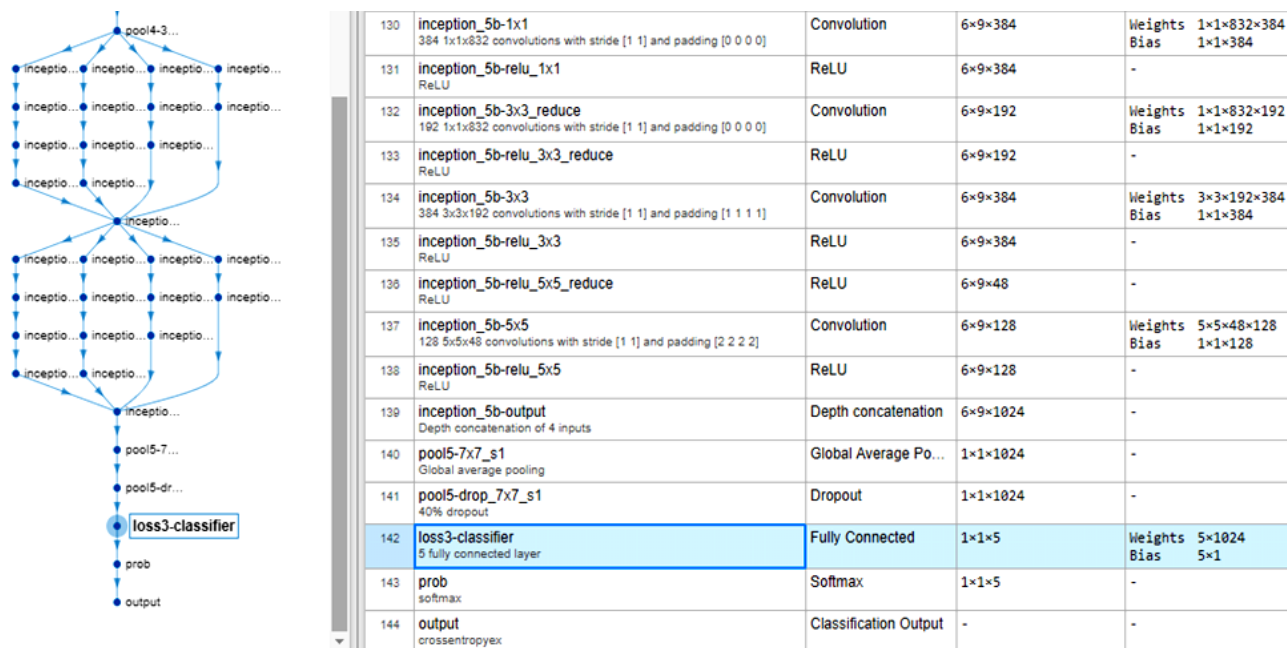 pool4-3...
inceptio... inceptio... inceptio... inceptio...
inceptio... inceptio... inceptio... inceptio...
inceptio... inceptio... inceptio...
inceptio... inceptio...
inceptio...
inceptio... inceptio... inceptio... inceptio...
inceptio... inceptio... inceptio... inceptio...
inceptio... inceptio... inceptio...
inceptio... inceptio...
inceptio...
pool5-7...
pool5-dr...
loss3-classifier
prob
output
130 inception_5b-1x1 Convolution 6×9×384 Weights 1×1×832×384
384 1x1x832 convolutions with stride [1 1] and padding [0 0 0 0] Bias 1×1×384
131 inception_5b-relu_1x1 ReLU 6×9×384 -
ReLU
132 inception_5b-3x3_reduce Convolution 6×9×192 Weights 1×1×832×192
192 1x1x832 convolutions with stride [1 1] and padding [0 0 0 0] Bias 1×1×192
133 inception_5b-relu_3x3_reduce ReLU 6×9×192 -
ReLU
134 inception_5b-3x3 Convolution 6×9×384 Weights 3×3×192×384
384 3x3x192 convolutions with stride [1 1] and padding [1 1 1 1] Bias 1×1×384
135 inception_5b-relu_3x3 ReLU 6×9×384 -
ReLU
136 inception_5b-relu_5x5_reduce ReLU 6×9×48 -
ReLU
137 inception_5b-5x5 Convolution 6×9×128 Weights 5×5×48×128
128 5x5x48 convolutions with stride [1 1] and padding [2 2 2 2] Bias 1×1×128
138 inception_5b-relu_5x5 ReLU 6×9×128 -
ReLU
139 inception_5b-output Depth concatenation 6×9×1024 -
Depth concatenation of 4 inputs
140 pool5-7x7_s1 Global Average Po... 1×1×1024 -
Global average pooling
141 pool5-drop_7x7_s1 Dropout 1×1×1024 -
40% dropout
142 loss3-classifier Fully Connected 1×1×5 Weights 5×1024
5 fully connected layer Bias 5×1
143 prob Softmax 1×1×5 -
softmax
144 output Classification Output - -
crossentropyex